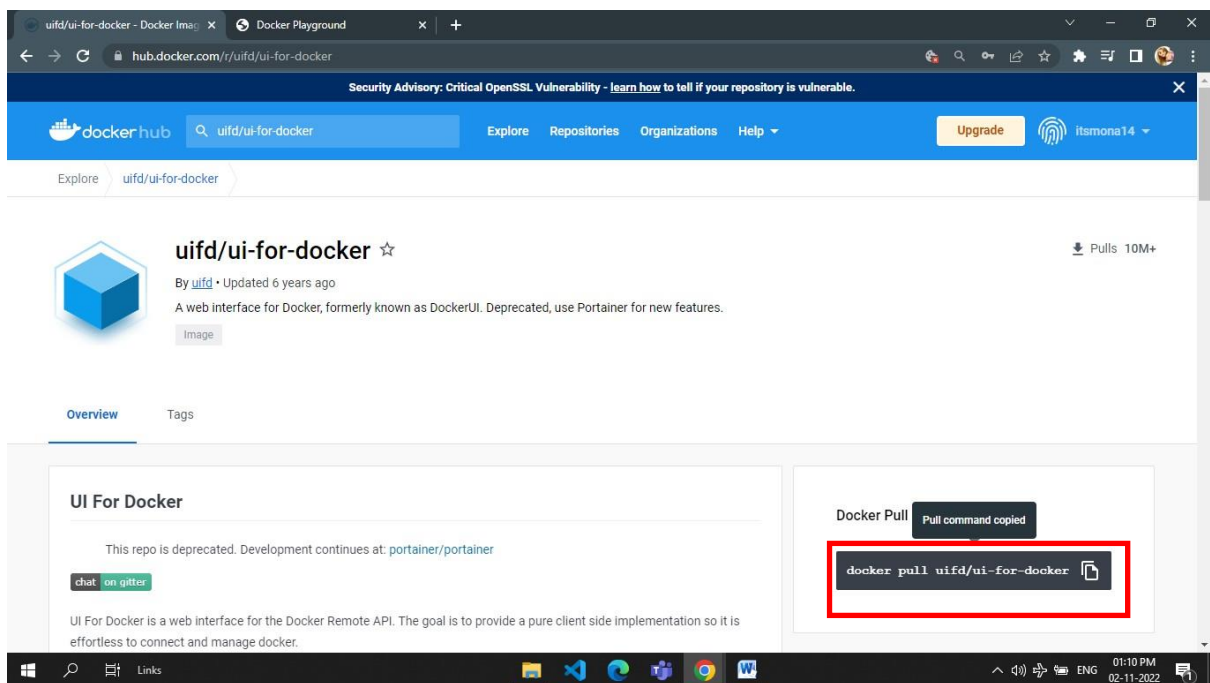 uifd/ui-for-docker - Docker Imag
Docker Playground
hub.docker.com/r/uifd/ui-for-docker
Security Advisory: Critical OpenSSL Vulnerability - learn how to tell if your repository is vulnerable.
dockerhub
uifd/ui-for-docker
Explore
Repositories
Organizations
Help
Upgrade
itsmona14
Explore
uifd/ui-for-docker
uifd/ui-for-docker
Pulls 10M+
By uifd • Updated 6 years ago
A web interface for Docker, formerly known as DockerUI. Deprecated, use Portainer for new features.
Image
Overview
Tags
UI For Docker
This repo is deprecated. Development continues at: portainer/portainer
chat on gitter
UI For Docker is a web interface for the Docker Remote API. The goal is to provide a pure client side implementation so it is
effortless to connect and manage docker.
Docker Pull
Pull command copied
docker pull uifd/ui-for-docker
Links
ENG
01:10 PM
02-11-2022